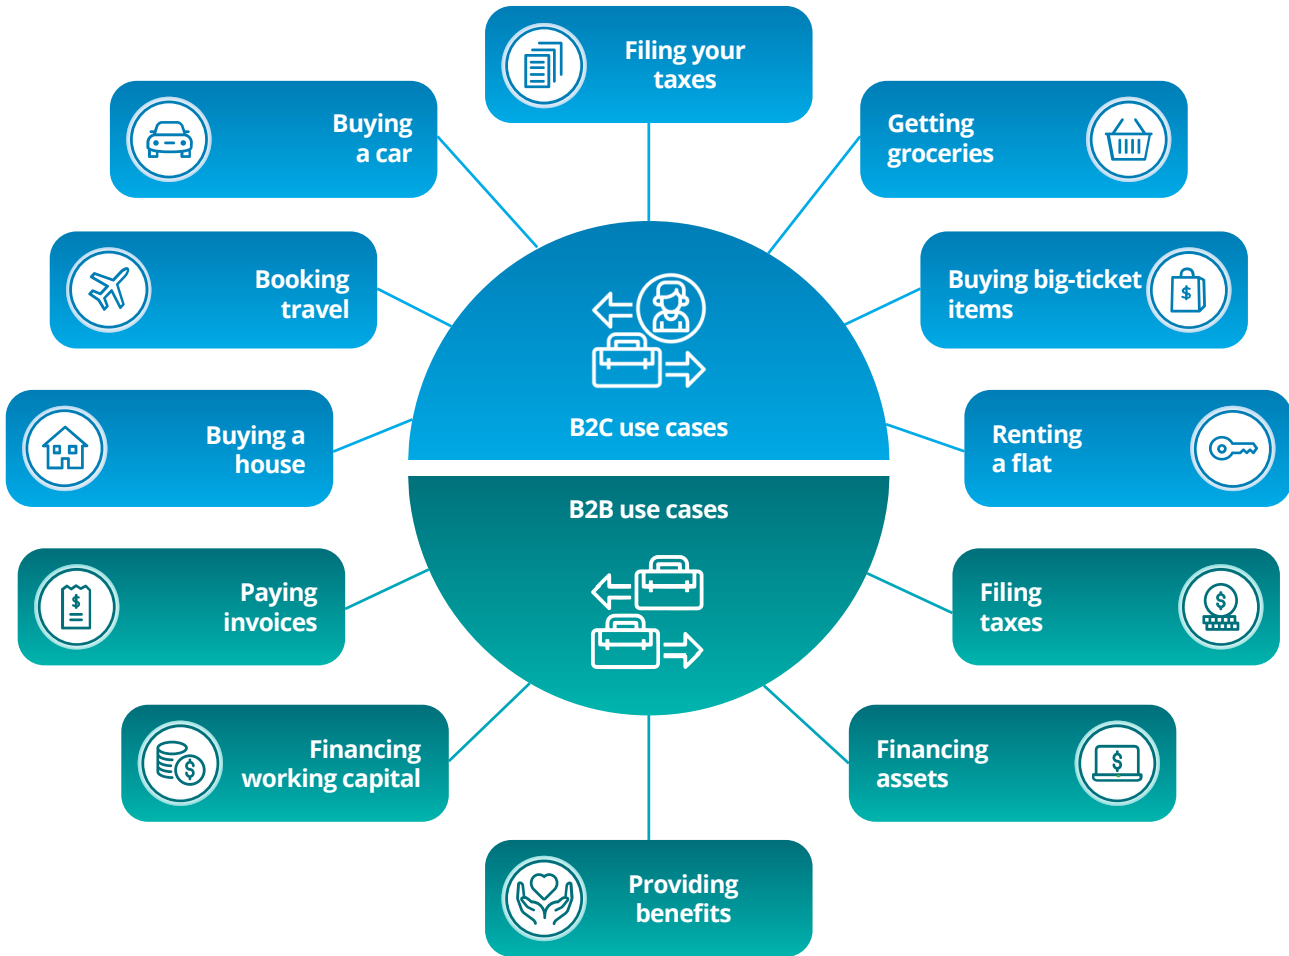 Filing your
taxes
Buying
a car
Getting
groceries
Booking
travel
Buying big-ticket
items
Buying a
house
B2C use cases
Renting
a flat
B2B use cases
Paying
invoices
Filing
taxes
Financing
working capital
Financing
assets
Providing
benefits